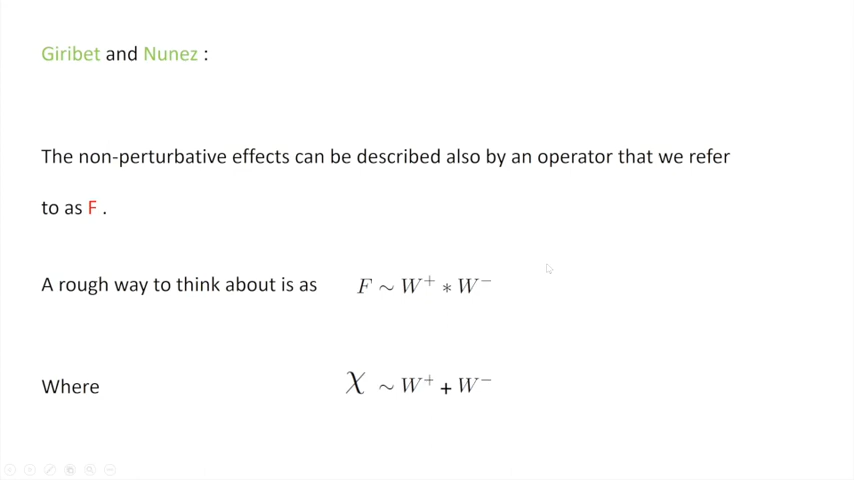 Giribet and Nunez :
The non-perturbative effects can be described also by an operator that we refer
to as F .
A rough way to think about is as F ∼ W⁺ ∗ W⁻
Where χ ∼ W⁺ + W⁻